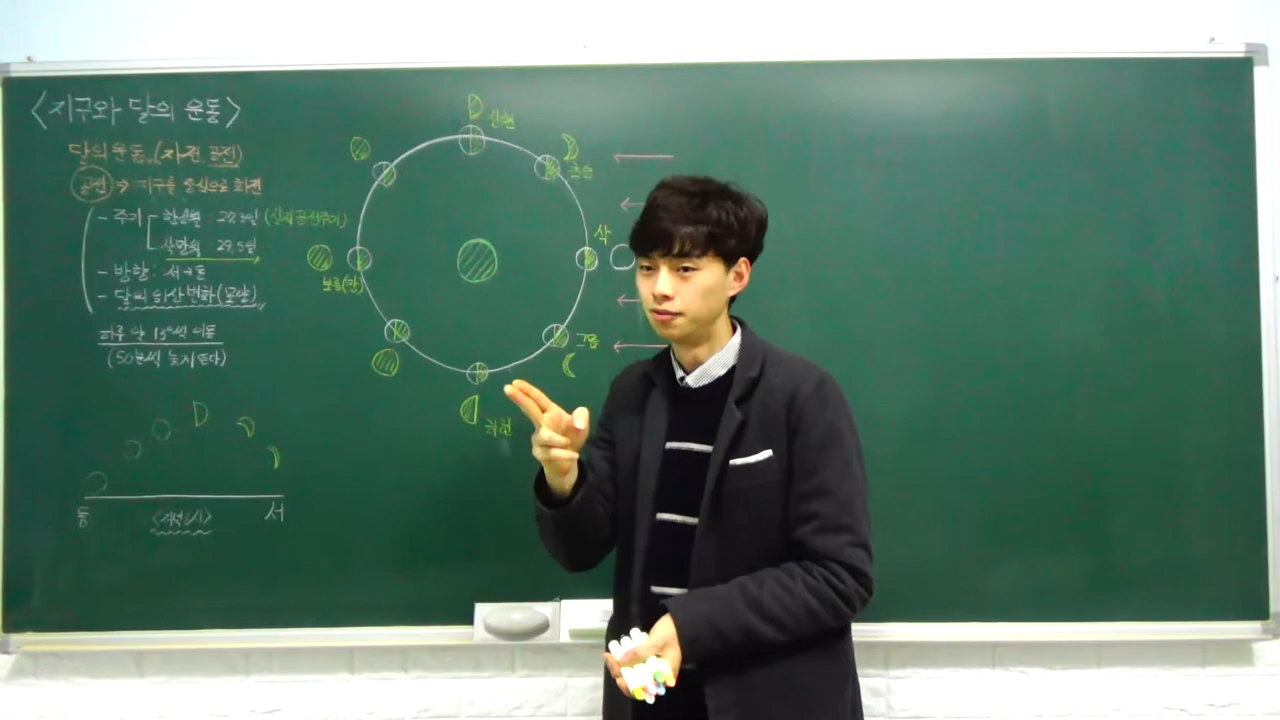 <지구와 달의 운동>
달의 운동 (자전, 공전)
공전 → 지구를 중심으로 회전
- 주기 항성월 27.3일 (실제 공전주기)
삭망월 29.5일
- 방향: 서→동
- 달의 위상 변화(모양)
하루 약 13°씩 이동
(50분씩 늦게 뜬다)
동 <저녁 6시> 서
상현
초승
삭
보름(망)
그믐
하현